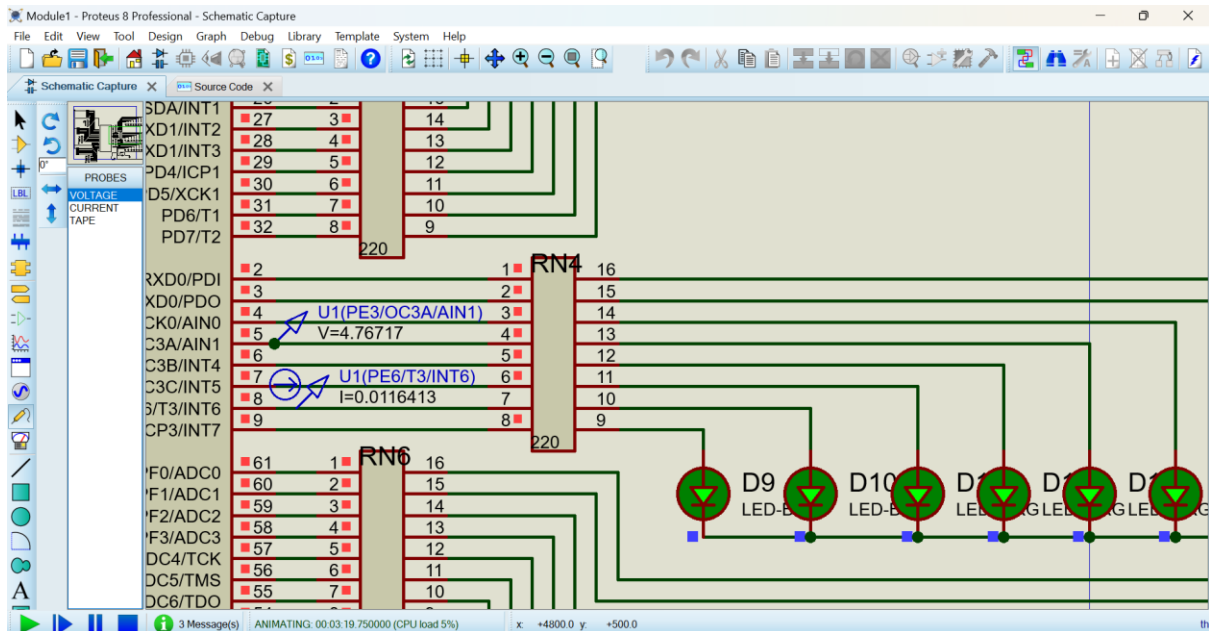 Module1 - Proteus 8 Professional - Schematic Capture
File Edit View Tool Design Graph Debug Library Template System Help
Schematic Capture
Source Code
LBL
0°
PROBES
VOLTAGE
CURRENT
TAPE
A
SDA/INT1
27 3 14
XD1/INT2
28 4 13
XD1/INT3
29 5 12
PD4/ICP1
30 6 11
PD5/XCK1
31 7 10
PD6/T1
32 8 9
PD7/T2
220
RN4
2 1 16
RXD0/PDI
3 2 15
XD0/PDO
4 U1(PE3/OC3A/AIN1) 3 14
CK0/AIN0
5 V=4.76717 4 13
C3A/AIN1
6 5 12
C3B/INT4
7 U1(PE6/T3/INT6) 6 11
C3C/INT5
8 I=0.0116413 7 10
6/T3/INT6
9 8 9
CP3/INT7
220
RN6
61 1 16
PF0/ADC0
60 2 15
PF1/ADC1
59 3 14
PF2/ADC2
58 4 13
PF3/ADC3
57 5 12
DC4/TCK
56 6 11
DC5/TMS
55 7 10
DC6/TDO
D9 D10
3 Message(s) ANIMATING: 00:03:19.750000 (CPU load 5%) x: +4800.0 y: +500.0 th